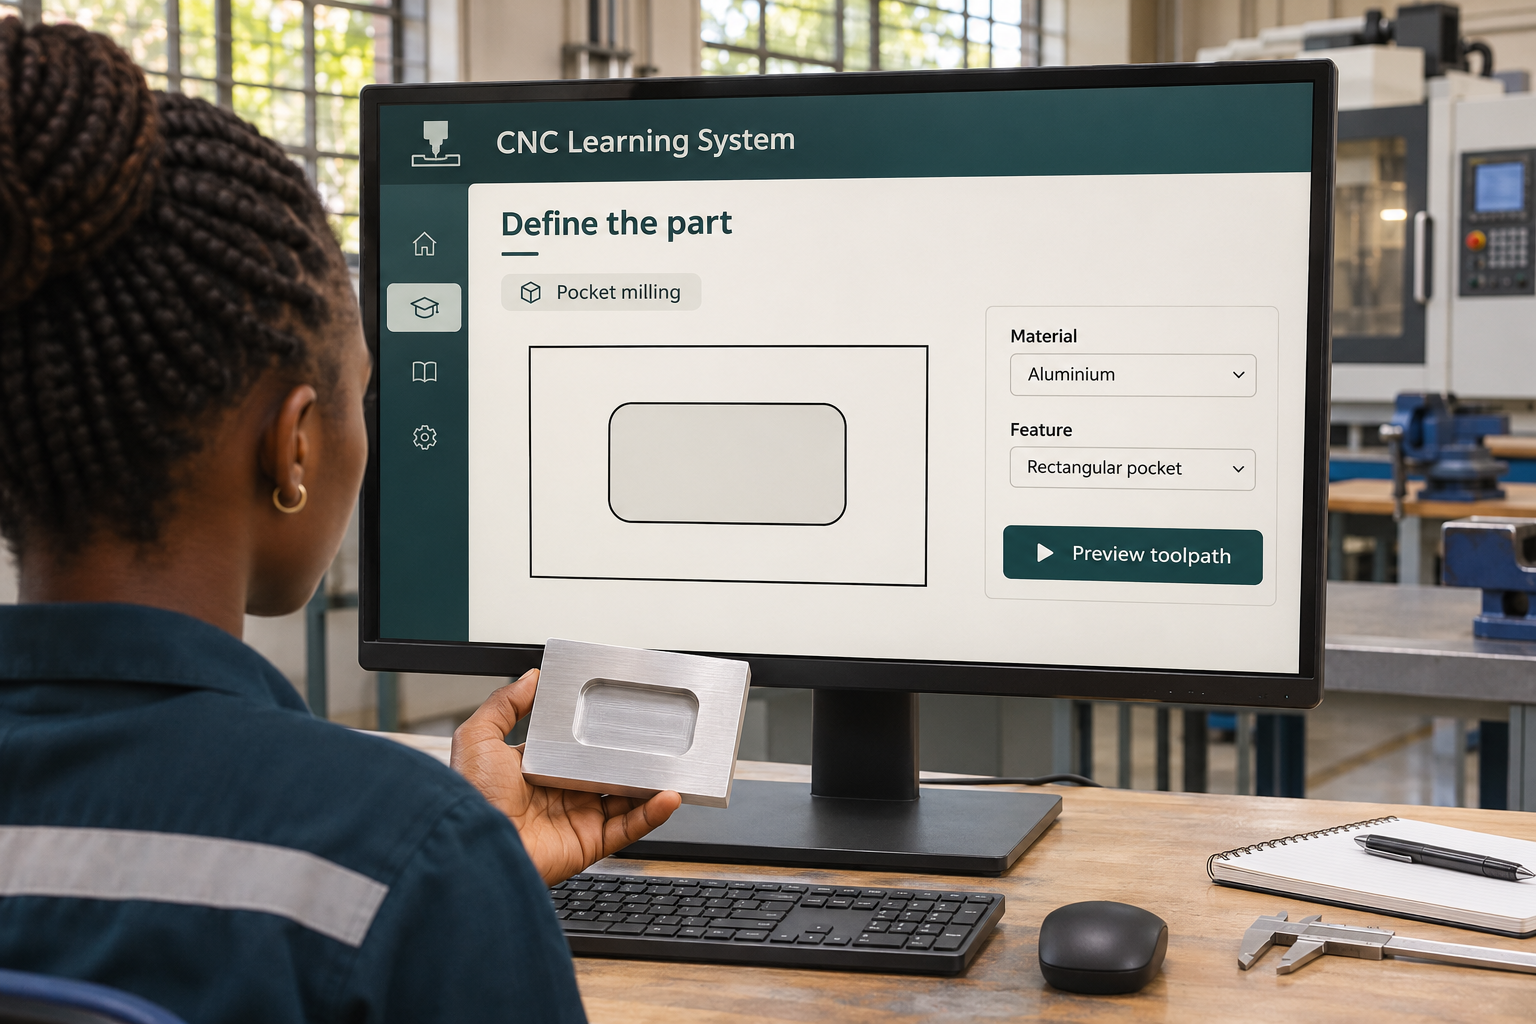 CNC Learning System
Define the part
Pocket milling
Material
Aluminium
Feature
Rectangular pocket
Preview toolpath